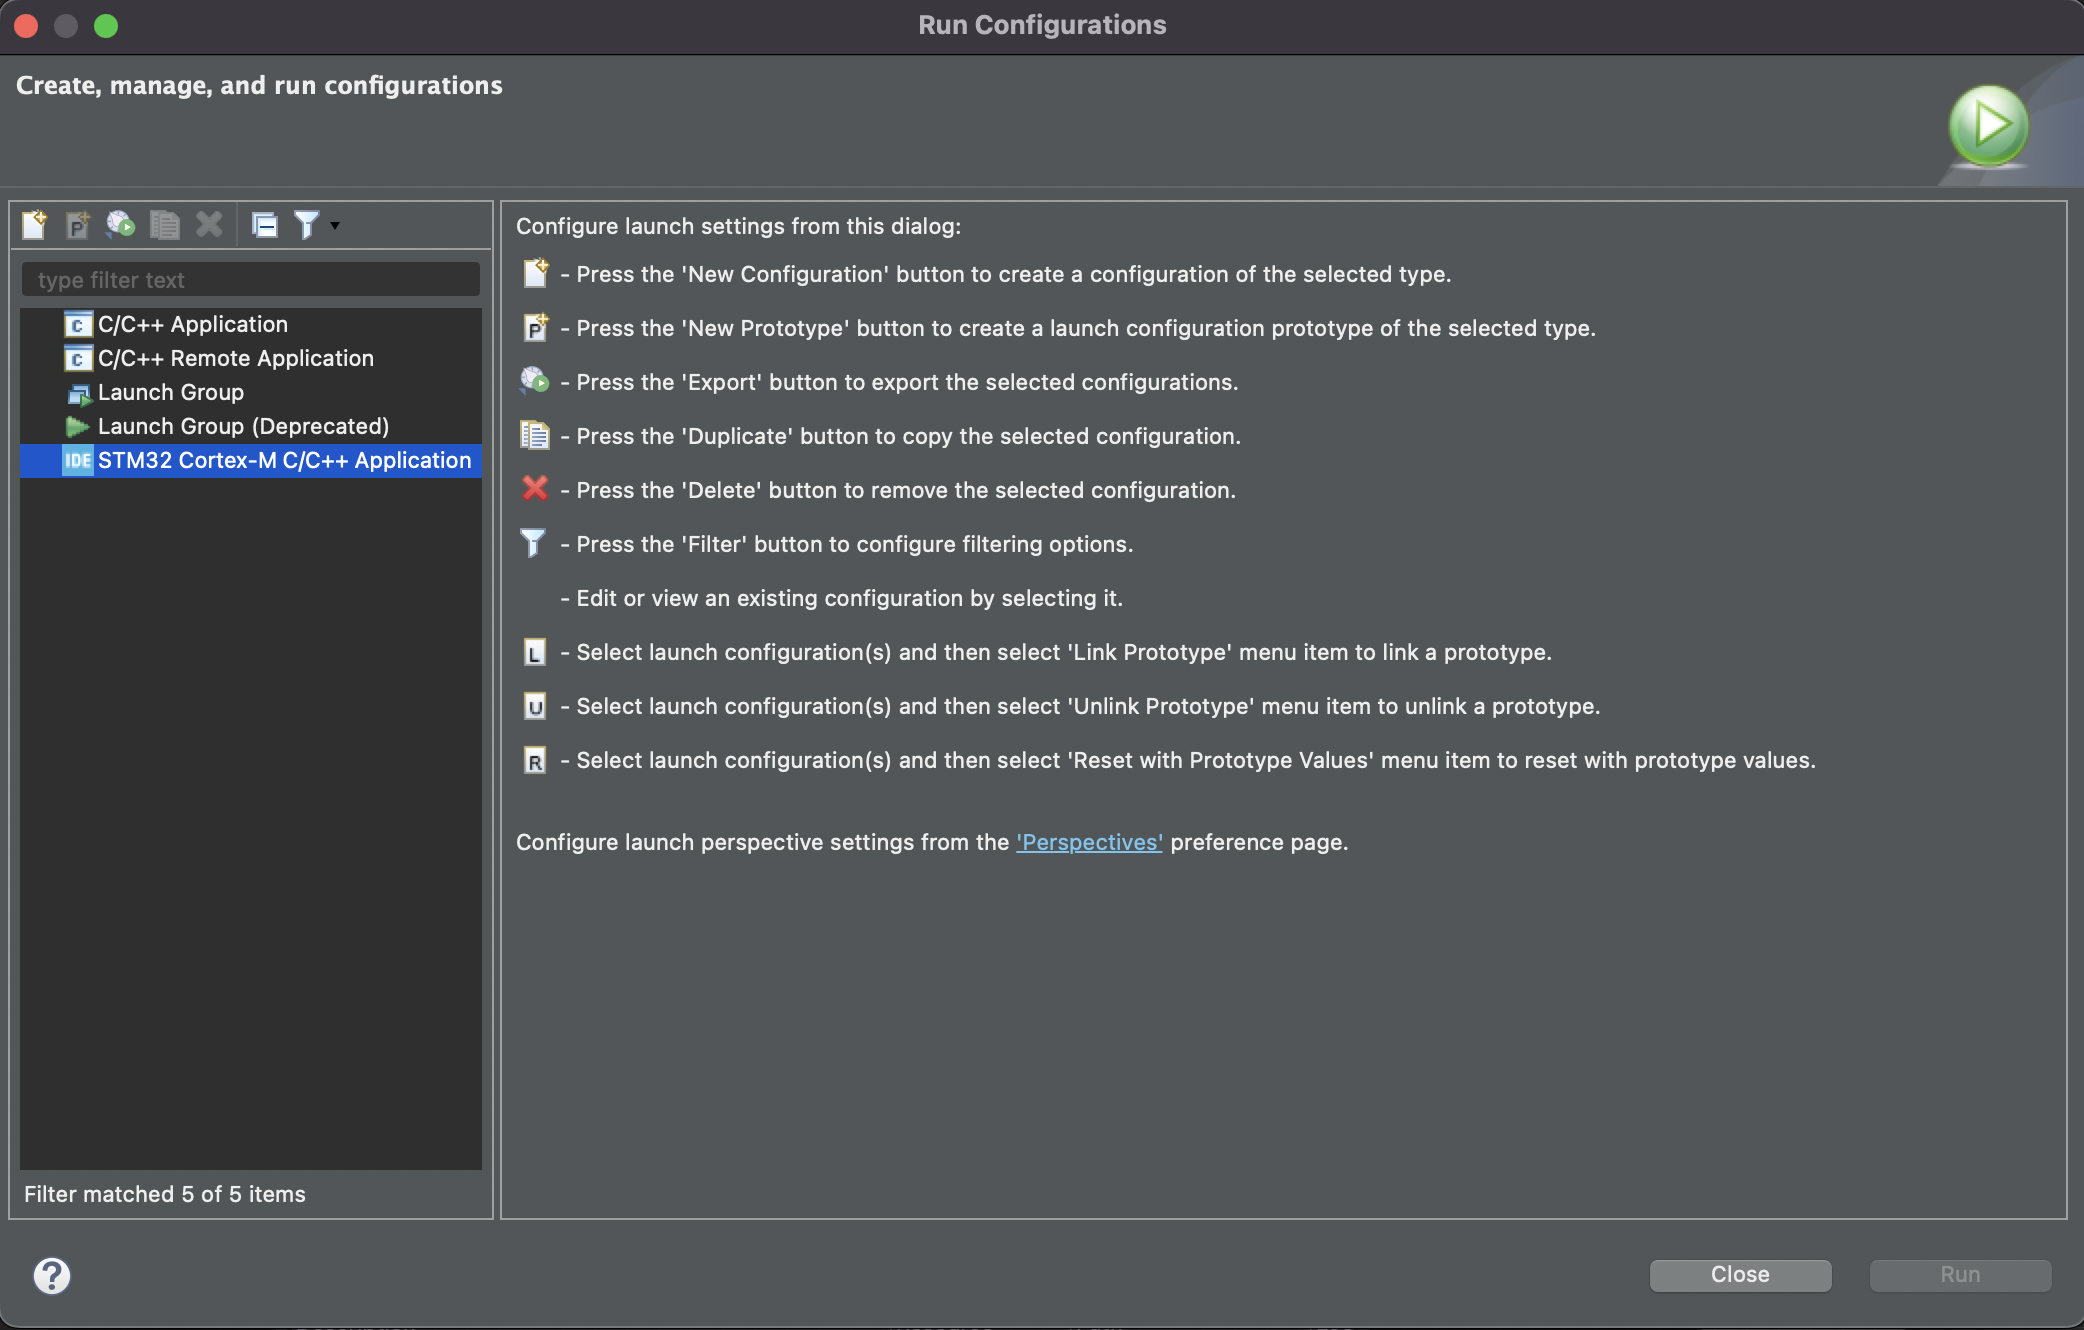 Run Configurations
Create, manage, and run configurations
type filter text
C/C++ Application
C/C++ Remote Application
Launch Group
Launch Group (Deprecated)
IDE STM32 Cortex-M C/C++ Application
Filter matched 5 of 5 items
Configure launch settings from this dialog:
- Press the 'New Configuration' button to create a configuration of the selected type.
- Press the 'New Prototype' button to create a launch configuration prototype of the selected type.
- Press the 'Export' button to export the selected configurations.
- Press the 'Duplicate' button to copy the selected configuration.
- Press the 'Delete' button to remove the selected configuration.
- Press the 'Filter' button to configure filtering options.
- Edit or view an existing configuration by selecting it.
L - Select launch configuration(s) and then select 'Link Prototype' menu item to link a prototype.
U - Select launch configuration(s) and then select 'Unlink Prototype' menu item to unlink a prototype.
R - Select launch configuration(s) and then select 'Reset with Prototype Values' menu item to reset with prototype values.
Configure launch perspective settings from the 'Perspectives' preference page.
?
Close
Run